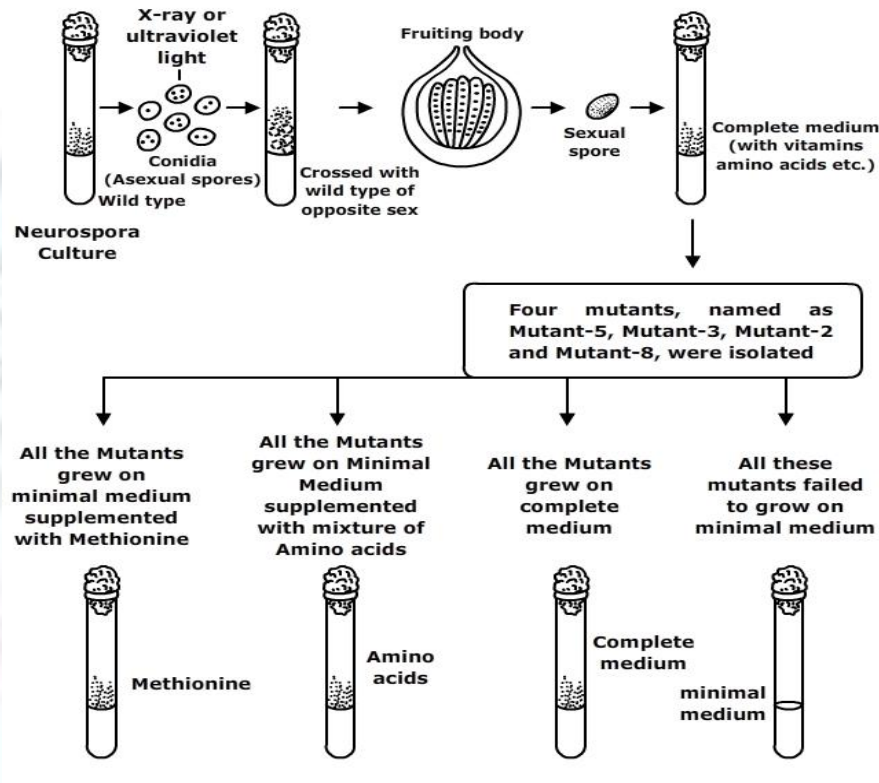 X-ray or
ultraviolet
light
Conidia
(Asexual spores)
Wild type
Neurospora
Culture
Crossed with
wild type of
opposite sex
Fruiting body
Sexual
spore
Complete medium
(with vitamins
amino acids etc.)
Four mutants, named as
Mutant-5, Mutant-3, Mutant-2
and Mutant-8, were isolated
All the Mutants
grew on
minimal medium
supplemented
with Methionine
All the Mutants
grew on Minimal
Medium
supplemented
with mixture of
Amino acids
All the Mutants
grew on
complete
medium
All these
mutants failed
to grow on
minimal medium
Methionine
Amino
acids
Complete
medium
minimal
medium